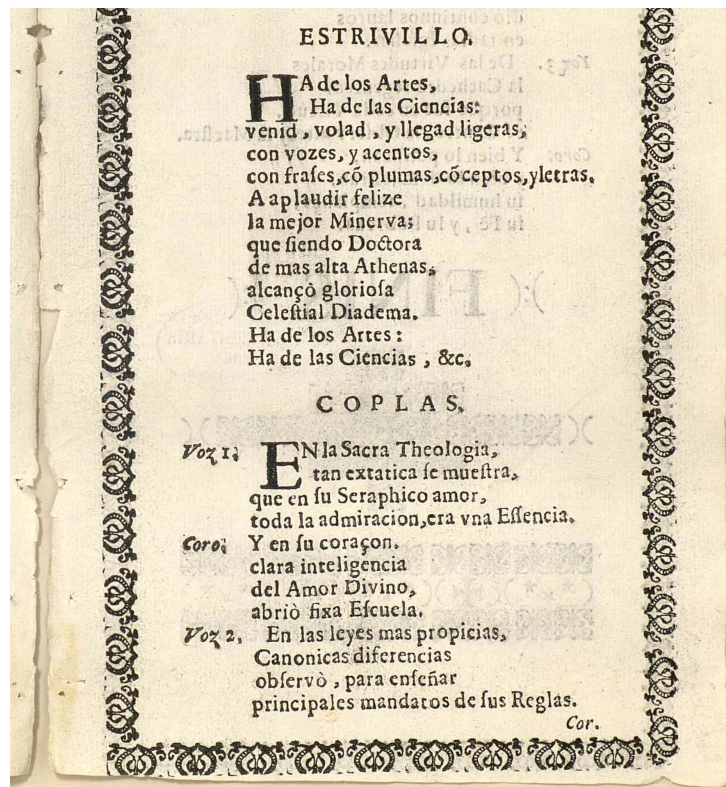 ESTRIVILLO.
HA de los Artes,
Ha de las Ciencias:
venid, volad, y llegad ligeras,
con vozes, y acentos,
con frases,cõ plumas,cõceptos,yletras.
A aplaudir felize
la mejor Minerva;
que siendo Doctora
de mas alta Athenas,
alcançò gloriosa
Celestial Diadema.
Ha de los Artes:
Ha de las Ciencias, &c.
COPLAS.
Voz 1. EN la Sacra Theologia,
tan extatica se muestra,
que en su Seraphico amor,
toda la admiracion,era vna Essencia.
Coro. Y en su coraçon.
clara inteligencia
del Amor Divino,
abriò fixa Escuela.
Voz 2. En las leyes mas propicias,
Canonicas diferencias
observò, para enseñar
principales mandatos de sus Reglas.
Cor.